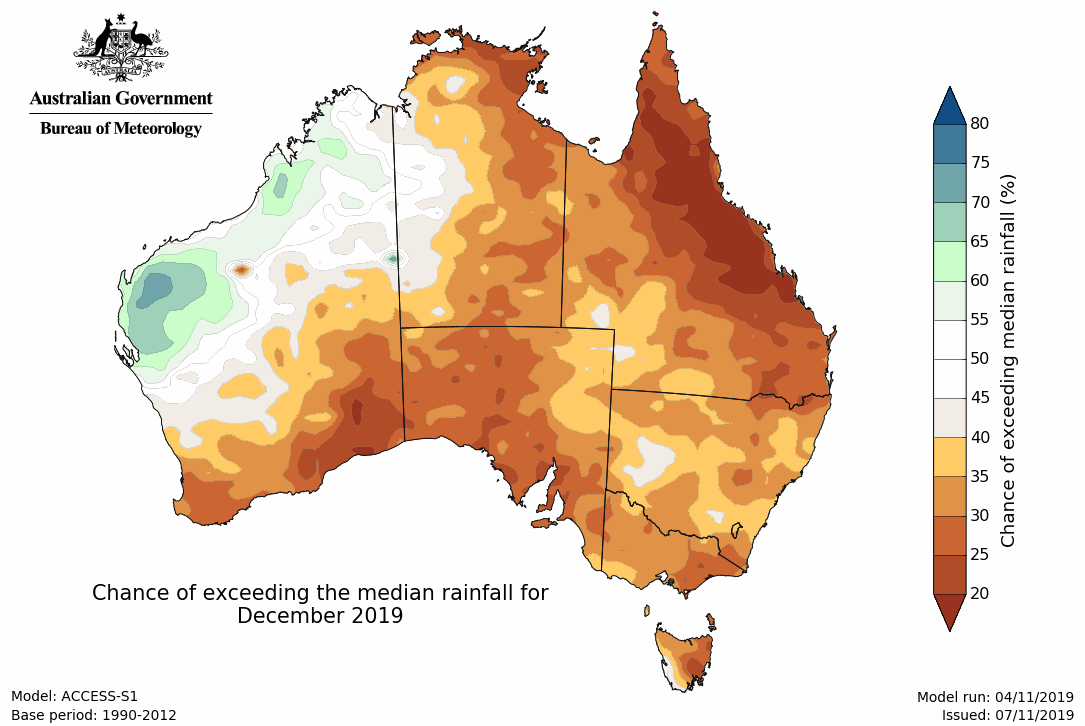 Australian Government
Bureau of Meteorology
80
75
70
65
60
55
50
45
40
35
30
25
20
Chance of exceeding median rainfall (%)
Chance of exceeding the median rainfall for
December 2019
Model: ACCESS-S1
Base period: 1990-2012
Model run: 04/11/2019
Issued: 07/11/2019